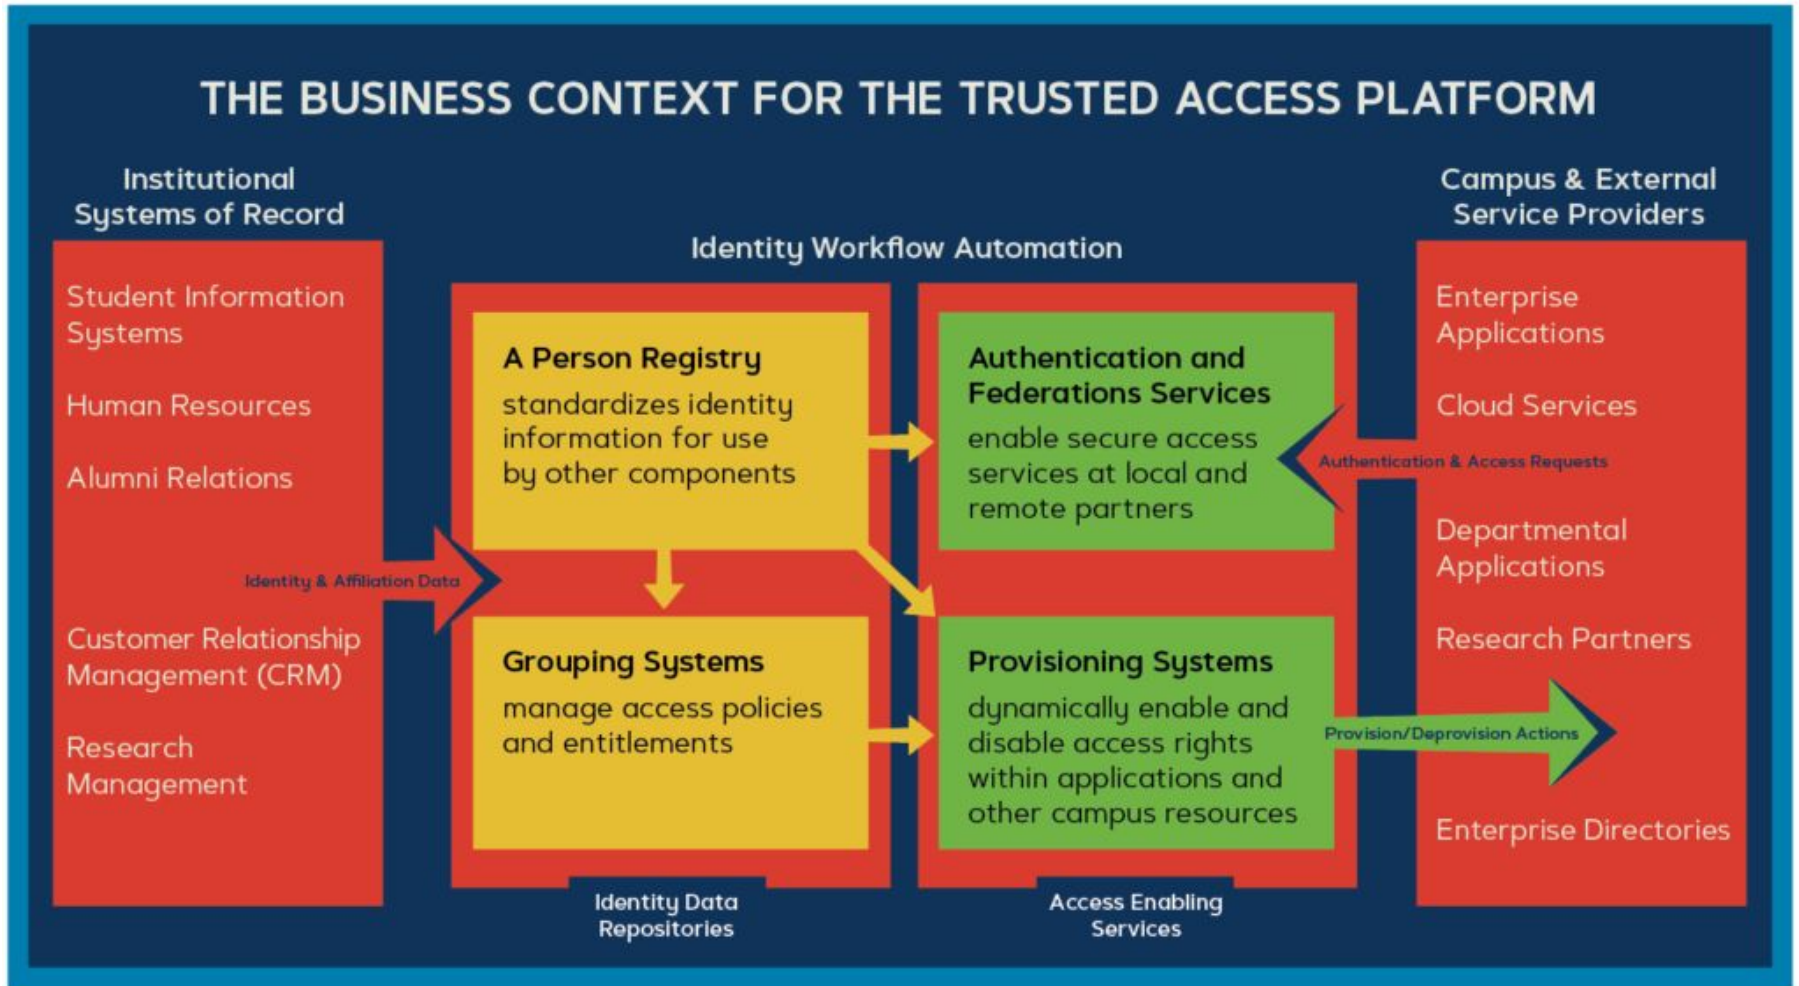 THE BUSINESS CONTEXT FOR THE TRUSTED ACCESS PLATFORM
Institutional
Systems of Record
Student Information
Systems
Human Resources
Alumni Relations
Identity & Affiliation Data
Customer Relationship
Management (CRM)
Research
Management
Identity Workflow Automation
A Person Registry
standardizes identity
information for use
by other components
Grouping Systems
manage access policies
and entitlements
Identity Data
Repositories
Authentication and
Federations Services
enable secure access
services at local and
remote partners
Provisioning Systems
dynamically enable and
disable access rights
within applications and
other campus resources
Access Enabling
Services
Campus & External
Service Providers
Enterprise
Applications
Cloud Services
Authentication & Access Requests
Departmental
Applications
Research Partners
Provision/Deprovision Actions
Enterprise Directories